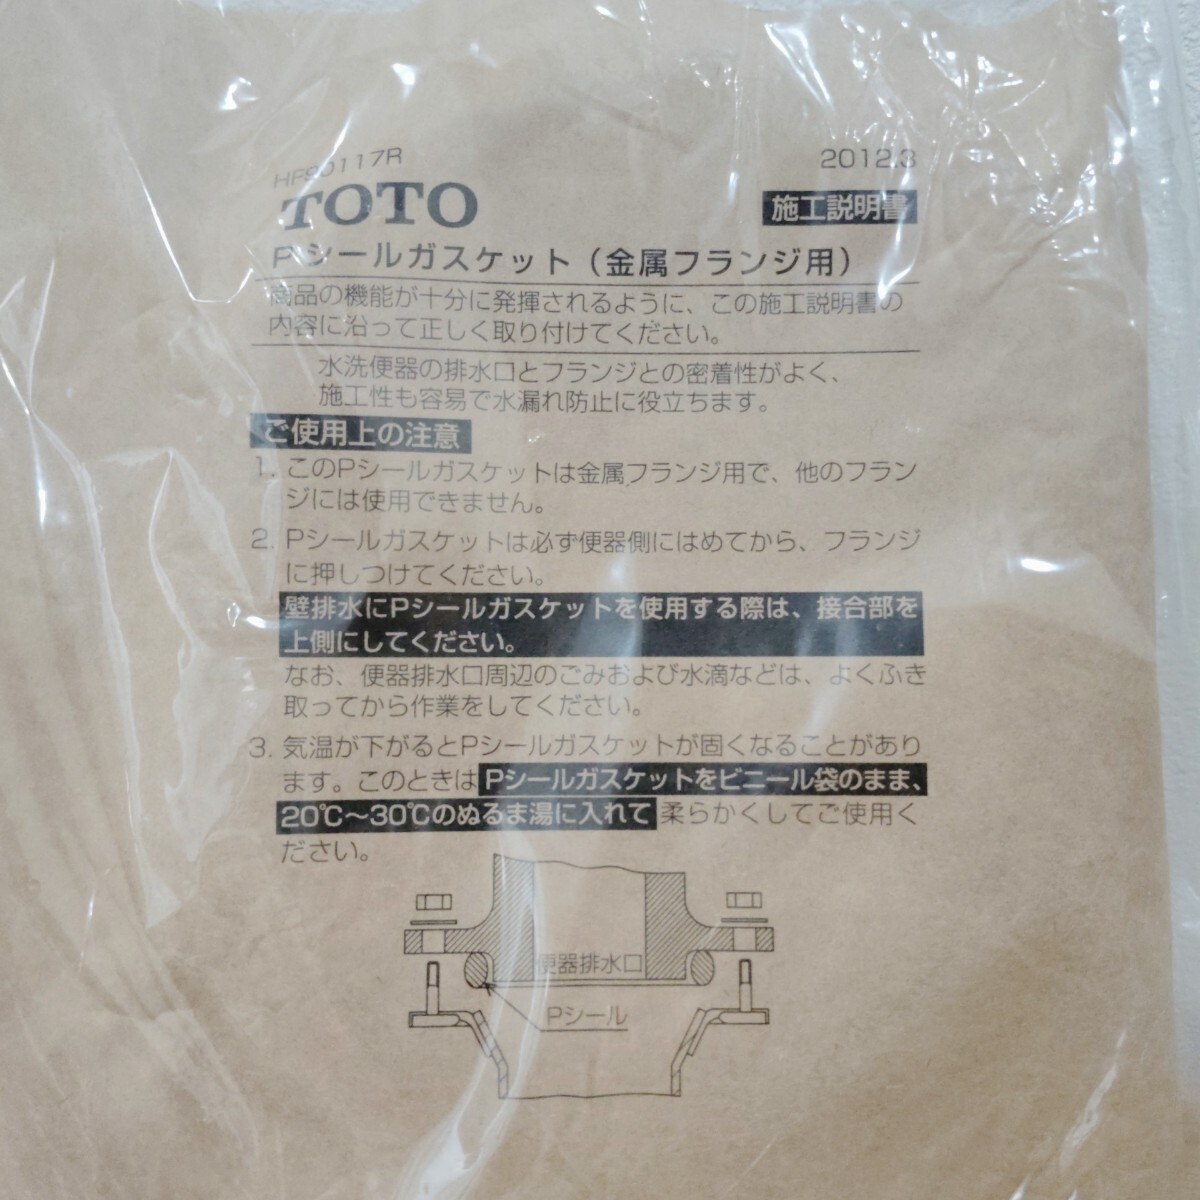 HF90117R
2012.3
TOTO
施工説明書
Pシールガスケット（金属フランジ用）
商品の機能が十分に発揮されるように、この施工説明書の
内容に沿って正しく取り付けてください。
水洗便器の排水口とフランジとの密着性がよく、
施工性も容易で水漏れ防止に役立ちます。
ご使用上の注意
1. このPシールガスケットは金属フランジ用で、他のフラン
ジには使用できません。
2. Pシールガスケットは必ず便器側にはめてから、フランジ
に押しつけてください。
壁排水にPシールガスケットを使用する際は、接合部を
上側にしてください。
なお、便器排水口周辺のごみおよび水滴などは、よくふき
取ってから作業をしてください。
3. 気温が下がるとPシールガスケットが固くなることがあり
ます。このときはPシールガスケットをビニール袋のまま、
20℃～30℃のぬるま湯に入れて柔らかくしてご使用く
ださい。
便器排水口
Pシール